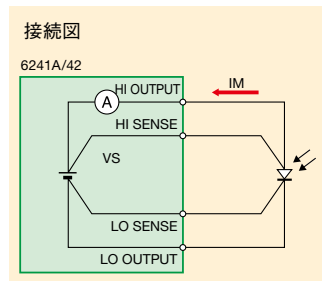 接続図
6241A/42
HI OUTPUT
IM
A
HI SENSE
VS
LO SENSE
LO OUTPUT